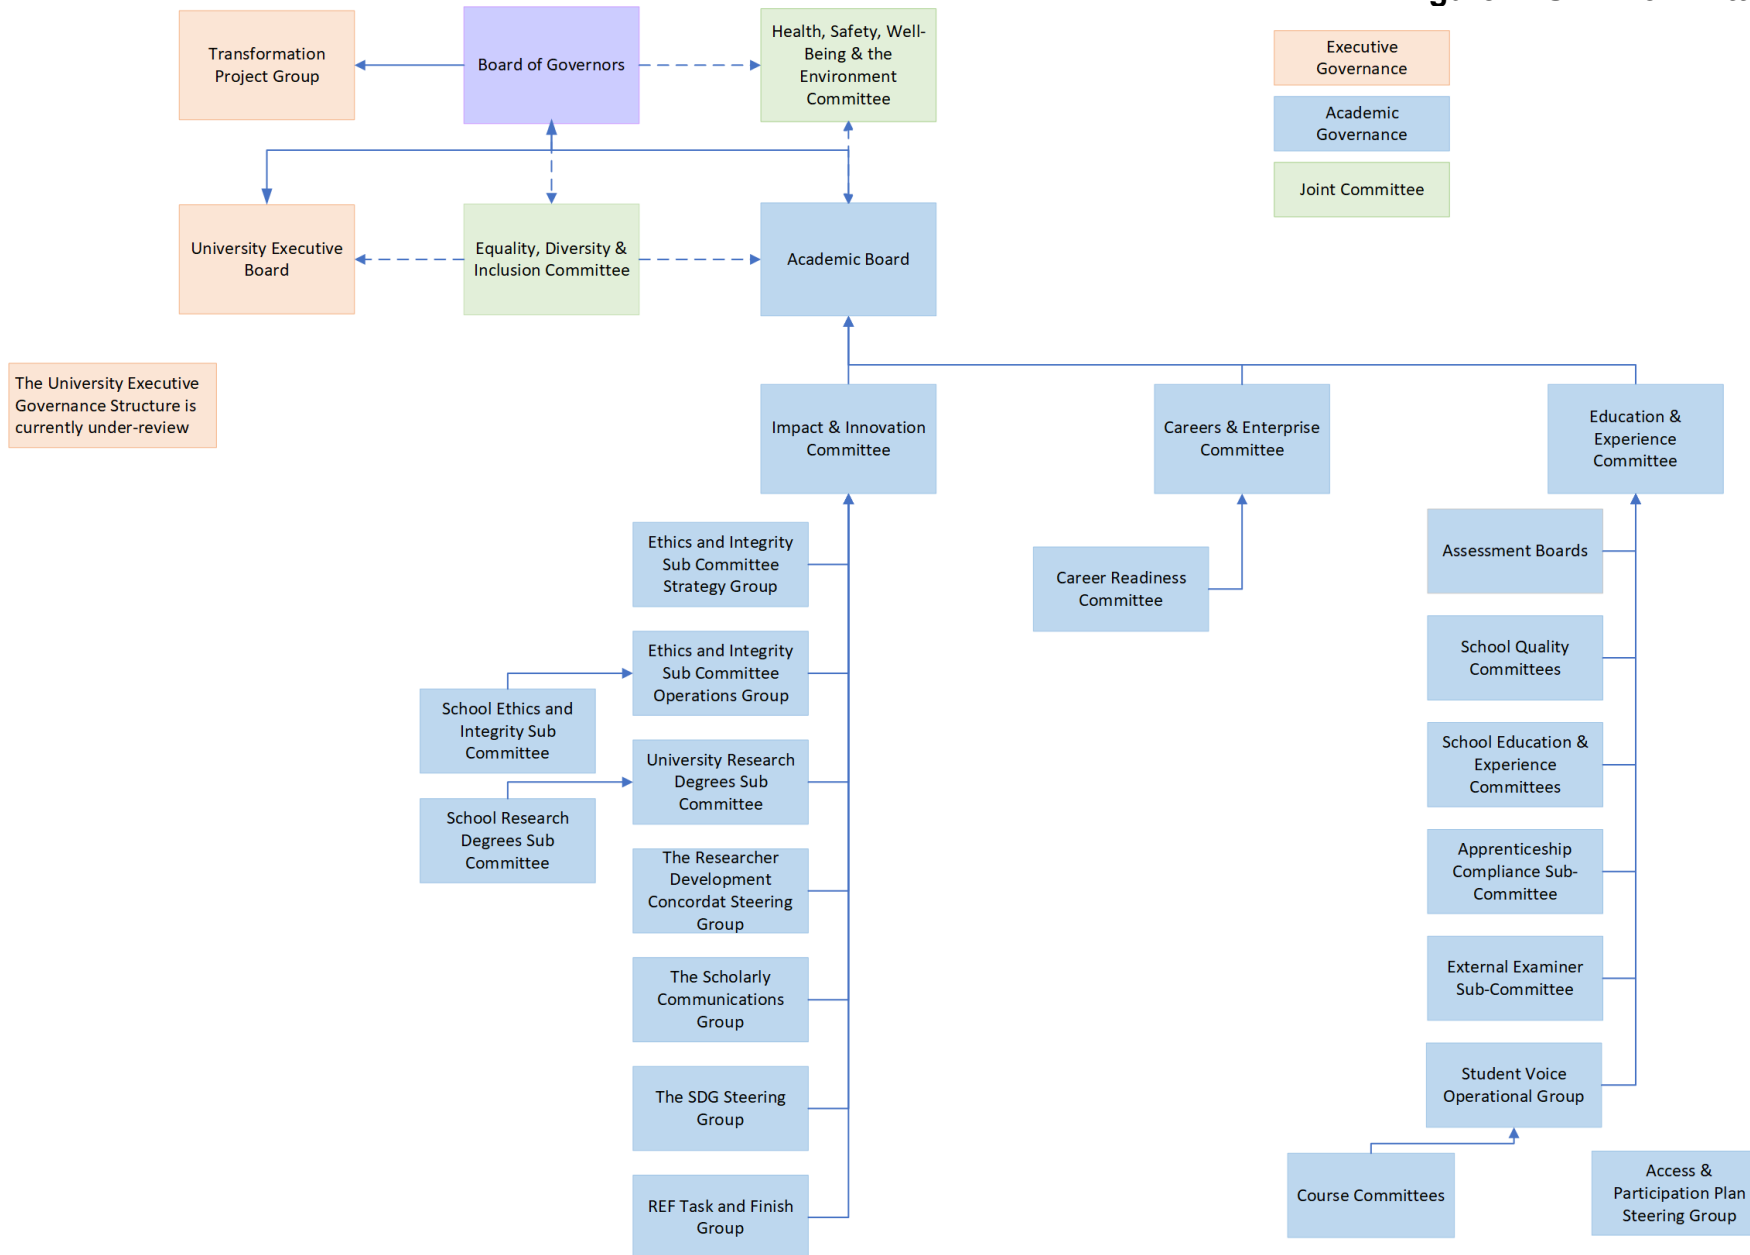 Transformation
Project Group
Board of Governors
Health, Safety, Well-
Being & the
Environment
Committee
Executive
Governance
Academic
Governance
Joint Committee
University Executive
Board
Equality, Diversity &
Inclusion Committee
Academic Board
The University Executive
Governance Structure is
currently under-review
Impact & Innovation
Committee
Careers & Enterprise
Committee
Education &
Experience
Committee
Ethics and Integrity
Sub Committee
Strategy Group
Ethics and Integrity
Sub Committee
Operations Group
School Ethics and
Integrity Sub
Committee
University Research
Degrees Sub
Committee
School Research
Degrees Sub
Committee
The Researcher
Development
Concordat Steering
Group
The Scholarly
Communications
Group
The SDG Steering
Group
REF Task and Finish
Group
Career Readiness
Committee
Assessment Boards
School Quality
Committees
School Education &
Experience
Committees
Apprenticeship
Compliance Sub-
Committee
External Examiner
Sub-Committee
Student Voice
Operational Group
Course Committees
Access &
Participation Plan
Steering Group